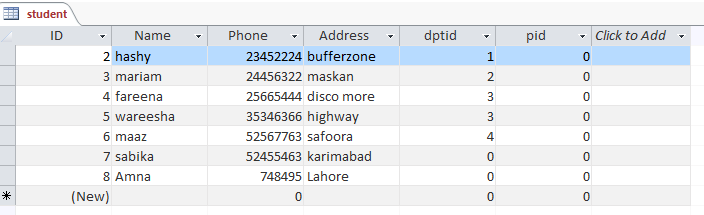 student
ID Name Phone Address dptid pid Click to Add
2 hashy 23452224 bufferzone 1 0
3 mariam 24456322 maskan 2 0
4 fareena 25665444 disco more 3 0
5 wareesha 35346366 highway 3 0
6 maaz 52567763 safoora 4 0
7 sabika 52455463 karimabad 0 0
8 Amna 748495 Lahore 0 0
* (New) 0 0 0